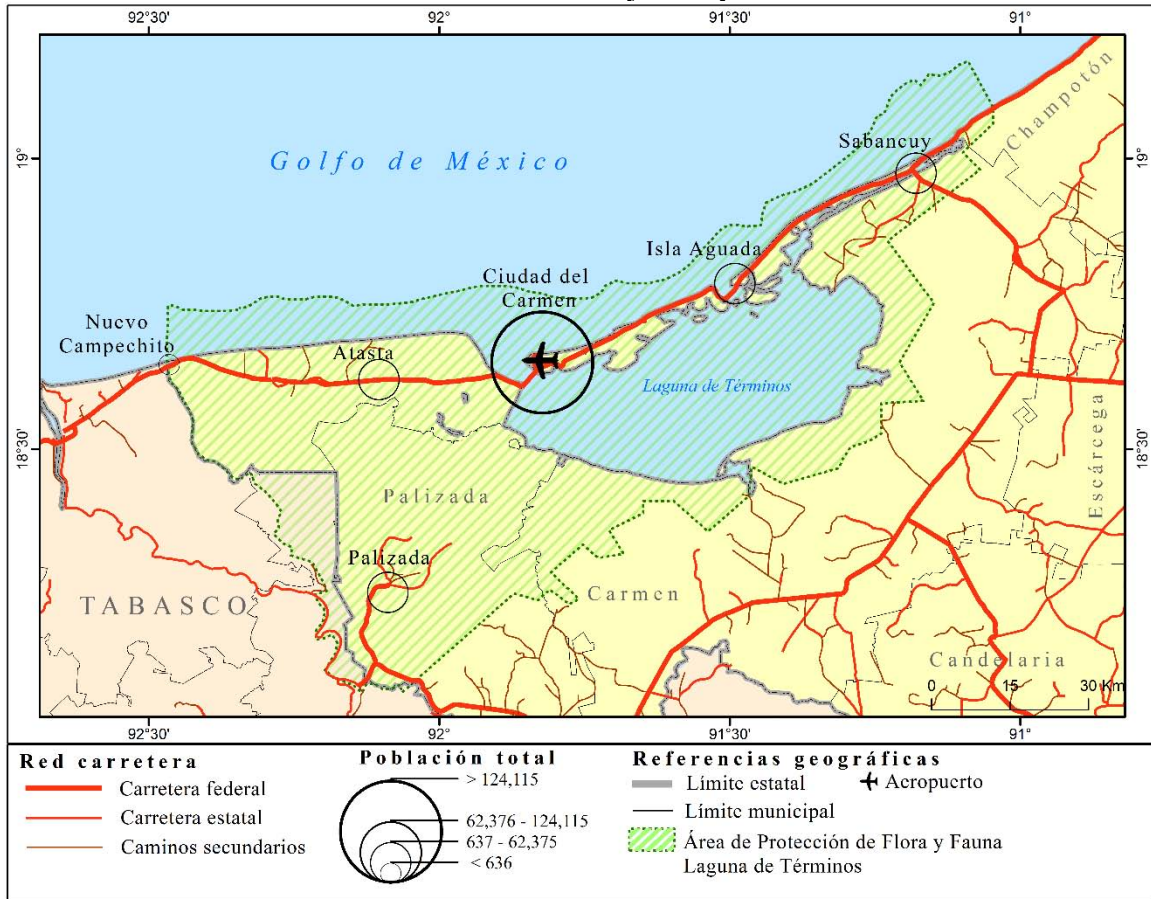 92°30' 92° 91°30' 91°
Champotón
Sabancuy
19° Golfo de México 19°
Isla Aguada
Ciudad del
Carmen
Nuevo
Campechito
Atasta
Laguna de Términos
18°30' 18°30'
Escárcega
Palizada
Palizada
TABASCO
Carmen
Candelaria
0 15 30 Km
92°30' 92° 91°30' 91°
Red carretera
Carretera federal
Carretera estatal
Caminos secundarios
Población total
> 124,115
62,376 - 124,115
637 - 62,375
< 636
Referencias geográficas
Límite estatal
Aeropuerto
Límite municipal
Área de Protección de Flora y Fauna
Laguna de Términos